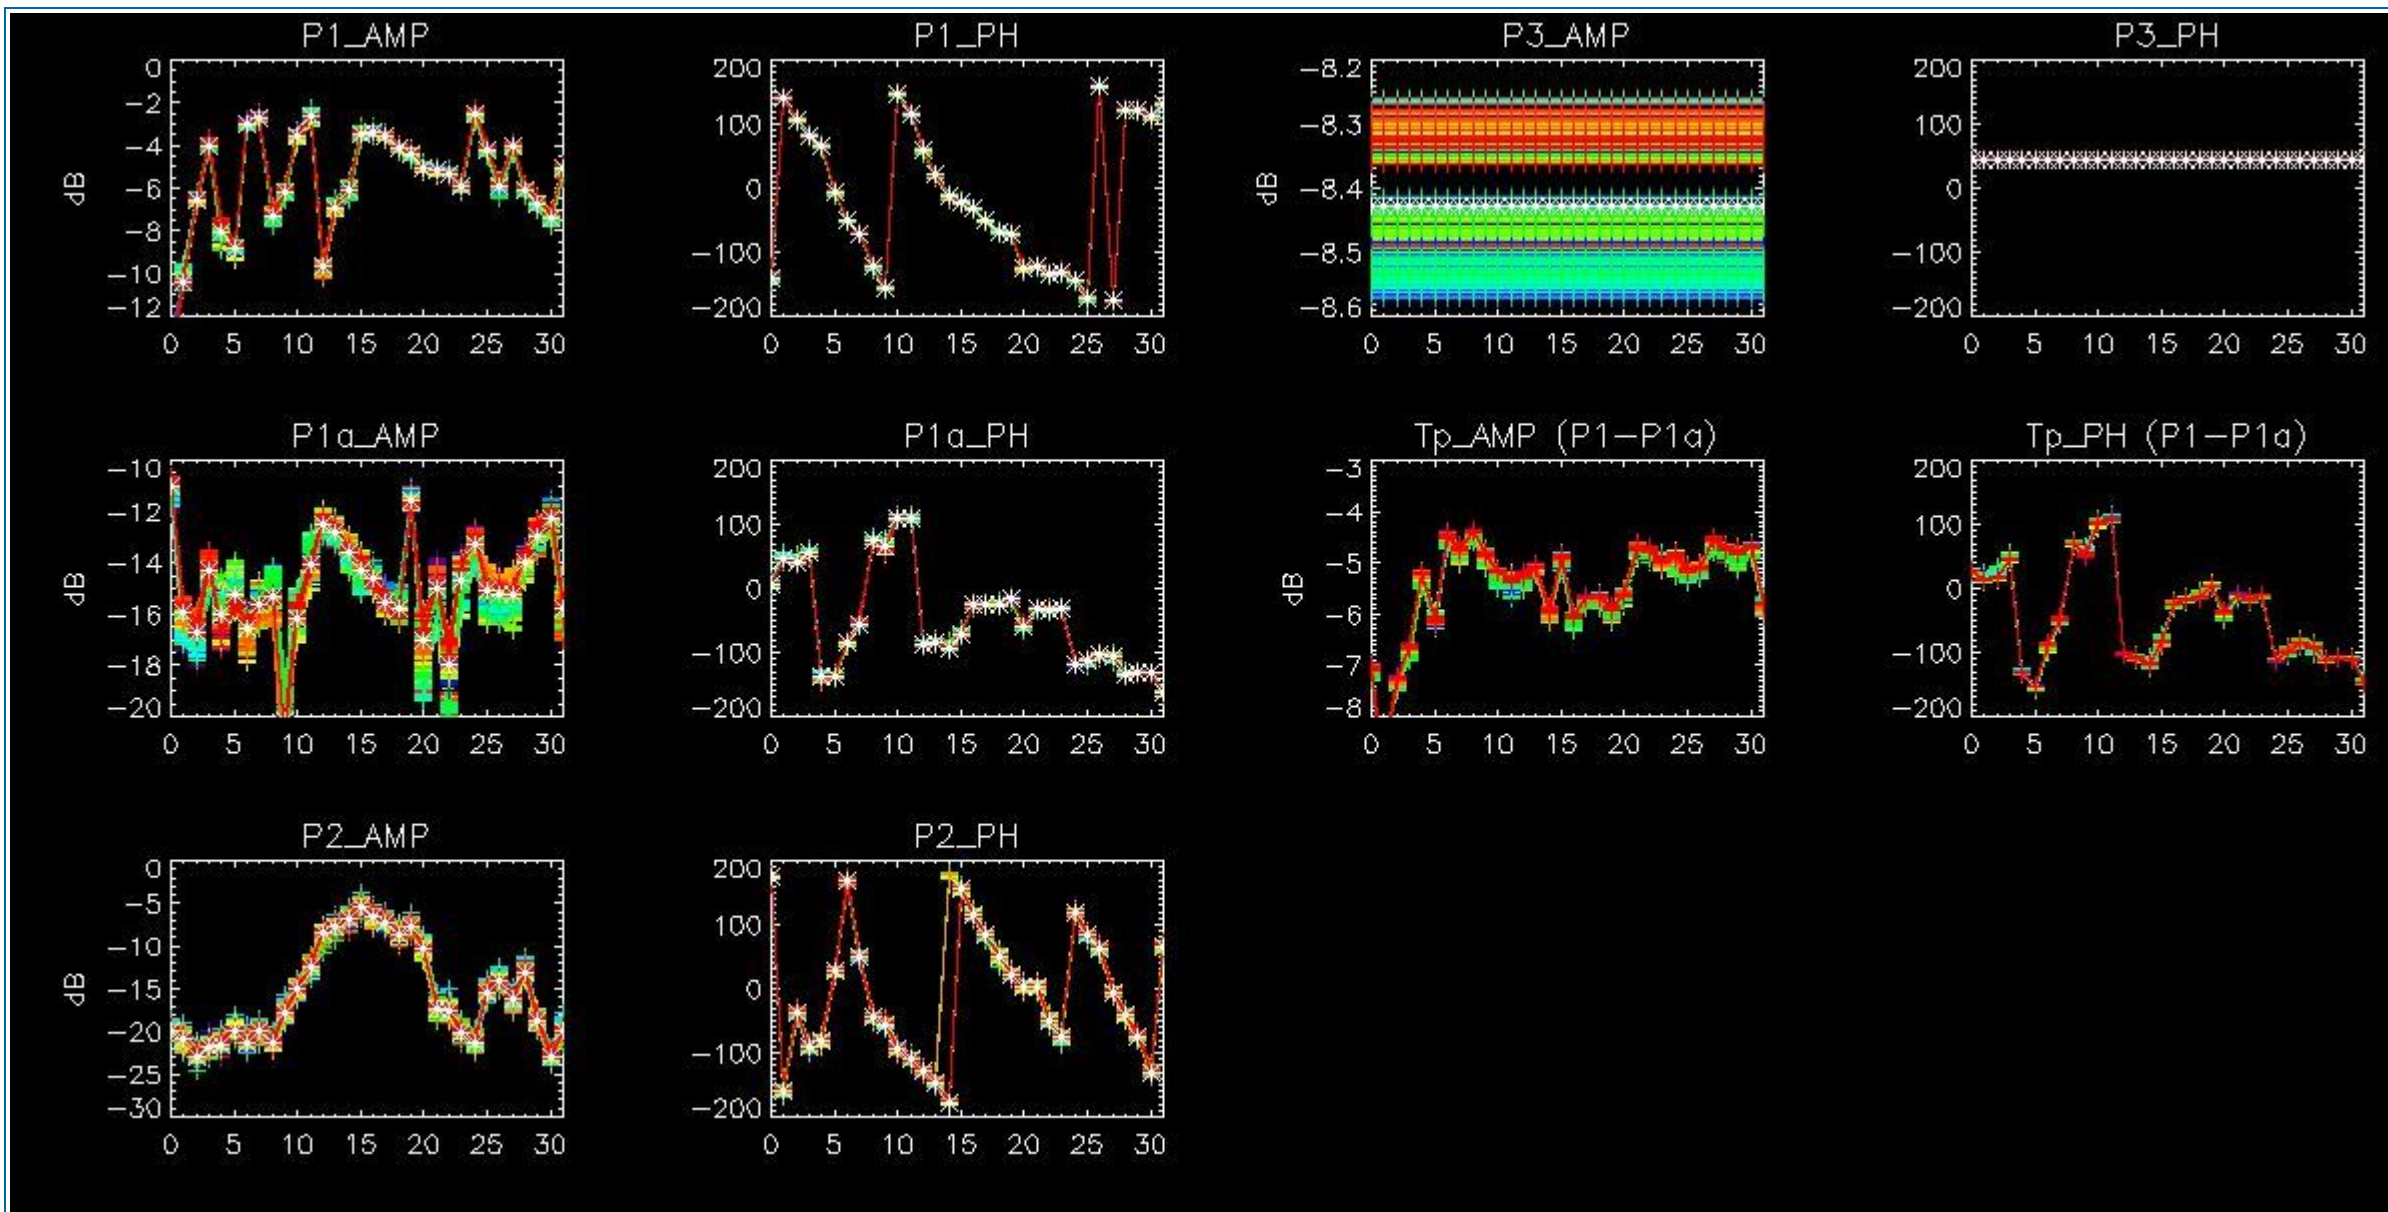 P1_AMP
0
−2
−4
−6
−8
−10
−12
dB
0 5 10 15 20 25 30
P1_PH
200
100
0
−100
−200
0 5 10 15 20 25 30
P3_AMP
−8.2
−8.3
−8.4
−8.5
−8.6
dB
0 5 10 15 20 25 30
P3_PH
200
100
0
−100
−200
0 5 10 15 20 25 30
P1a_AMP
−10
−12
−14
−16
−18
−20
dB
0 5 10 15 20 25 30
P1a_PH
200
100
0
−100
−200
0 5 10 15 20 25 30
Tp_AMP (P1−P1a)
−3
−4
−5
−6
−7
−8
dB
0 5 10 15 20 25 30
Tp_PH (P1−P1a)
200
100
0
−100
−200
0 5 10 15 20 25 30
P2_AMP
0
−5
−10
−15
−20
−25
−30
dB
0 5 10 15 20 25 30
P2_PH
200
100
0
−100
−200
0 5 10 15 20 25 30